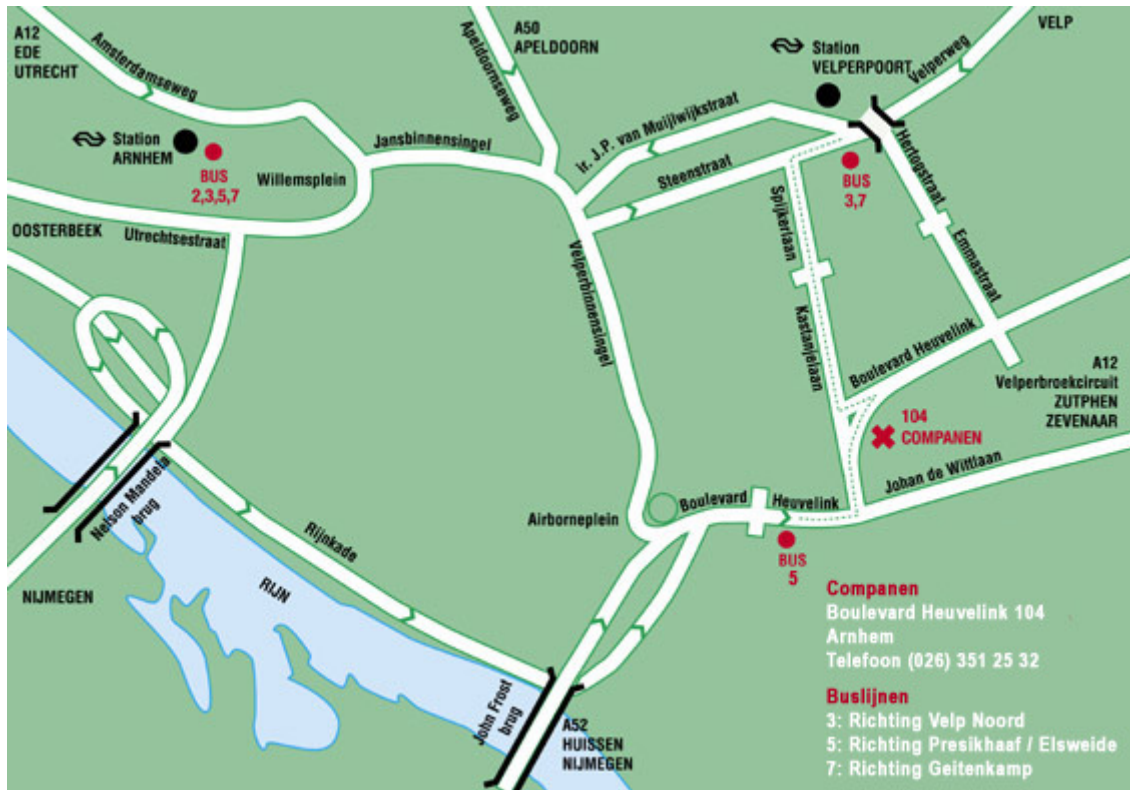 A12
EDE
UTRECHT
Amsterdamseweg
A50
APELDOORN
Apeldoornseweg
Station
VELPERPOORT
VELP
Velperweg
Station
ARNHEM
BUS
2,3,5,7
Willemsplein
Jansbinnensingel
Ir. J.P. van Muijlwijkstraat
Steenstraat
BUS
3,7
Hertogstraat
Spijkerlaan
OOSTERBEEK
Utrechtsestraat
Velperbinnensingel
Emmastraat
Kastanjelaan
Boulevard Heuvelink
A12
Velperbroekcircuit
ZUTPHEN
ZEVENAAR
104
COMPANEN
Johan de Wittlaan
Nelson Mandela
brug
Boulevard
Heuvelink
Airborneplein
Rijnkade
BUS
5
NIJMEGEN
RIJN
John Frost
brug
A52
HUISSEN
NIJMEGEN
Companen
Boulevard Heuvelink 104
Arnhem
Telefoon (026) 351 25 32
Buslijnen
3: Richting Velp Noord
5: Richting Presikhaaf / Elsweide
7: Richting Geitenkamp